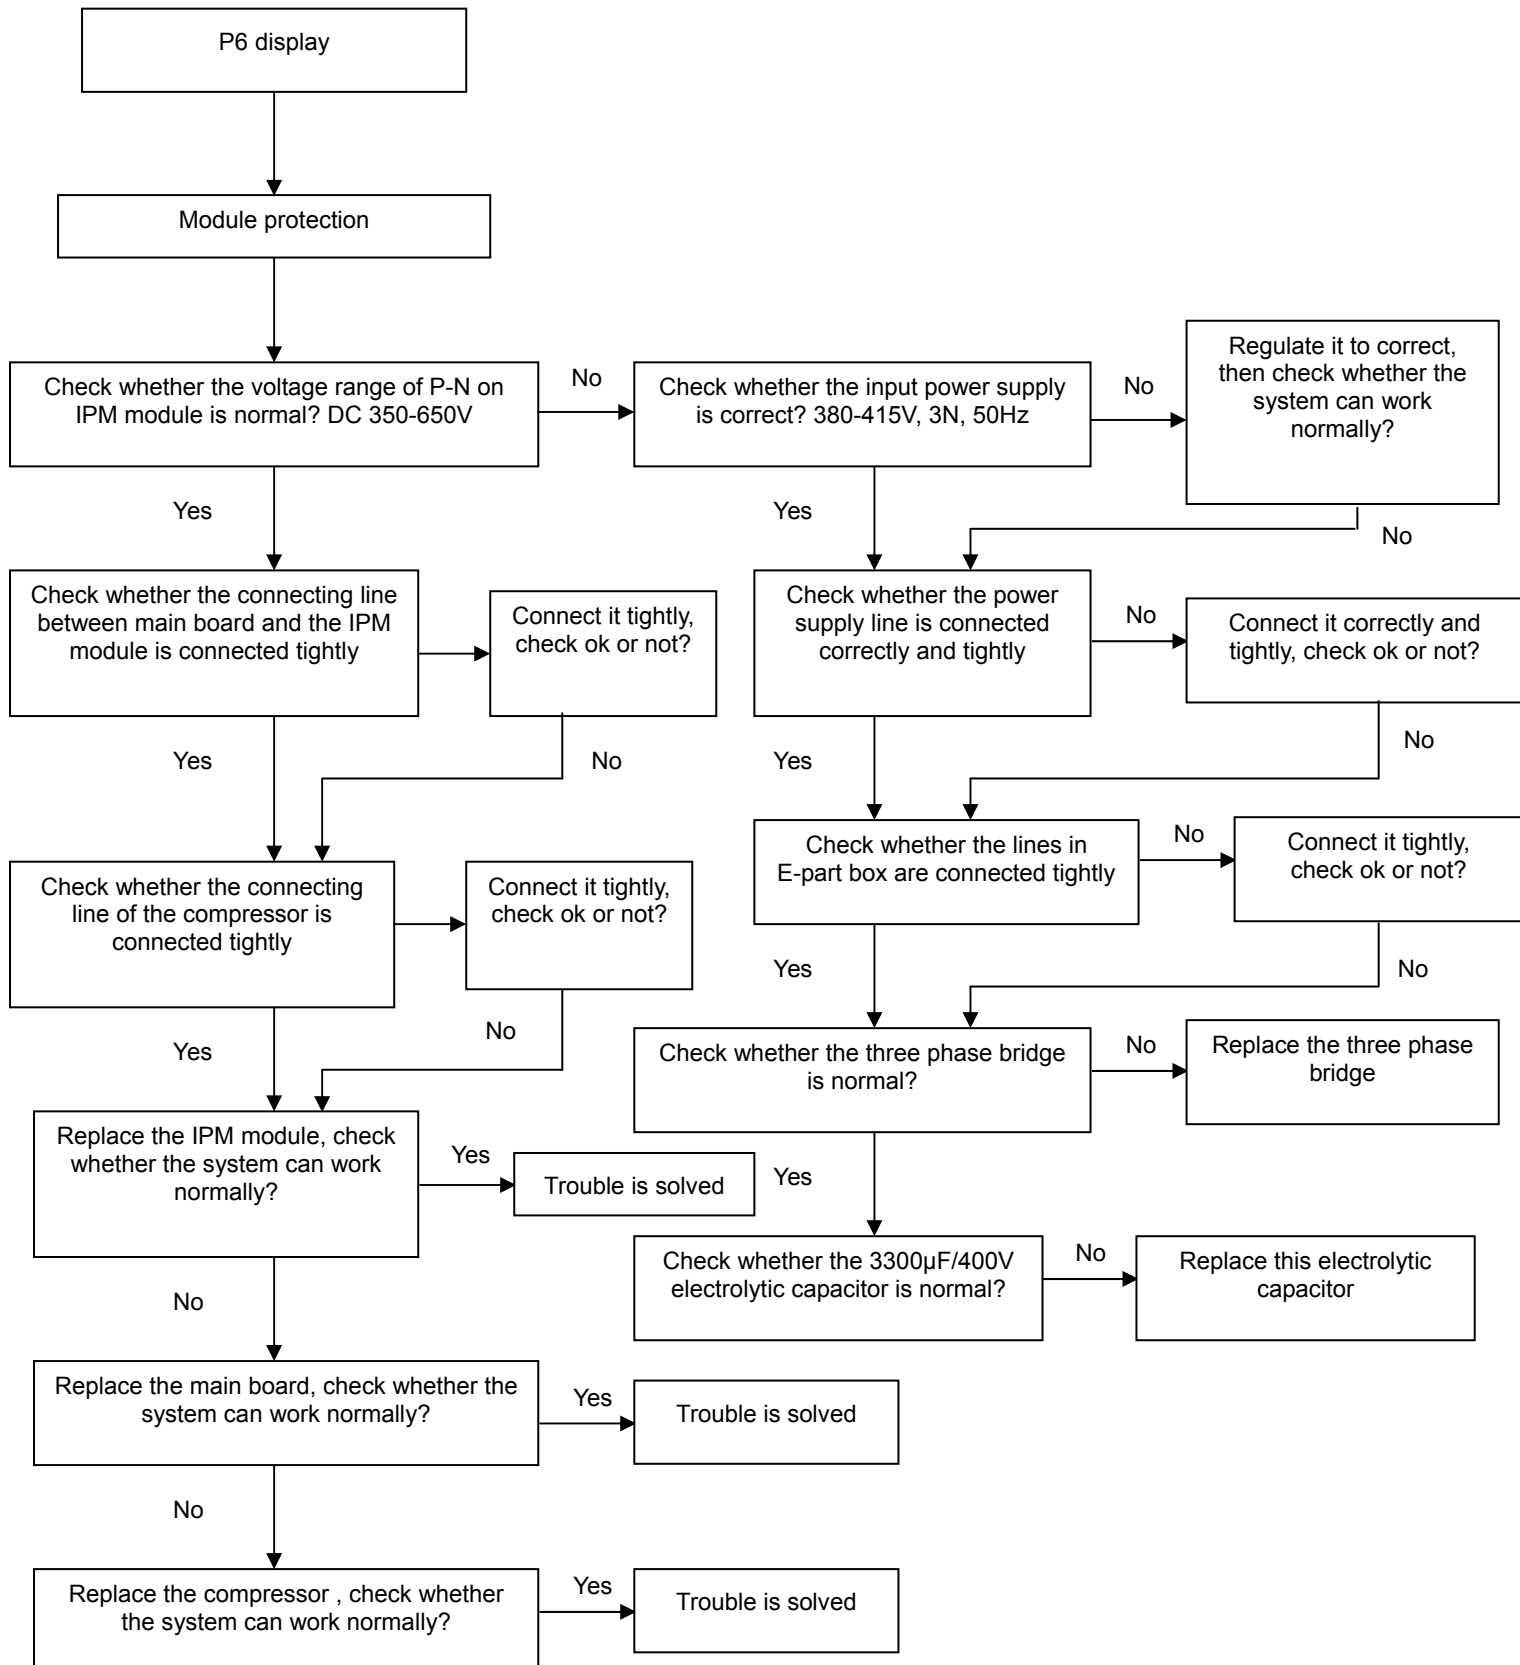 P6 display
Module protection
Check whether the voltage range of P-N on
IPM module is normal? DC 350-650V
No
Check whether the input power supply
is correct? 380-415V, 3N, 50Hz
No
Regulate it to correct,
then check whether the
system can work
normally?
Yes
Yes
No
Check whether the connecting line
between main board and the IPM
module is connected tightly
Connect it tightly,
check ok or not?
Check whether the power
supply line is connected
correctly and tightly
No
Connect it correctly and
tightly, check ok or not?
Yes
No
Yes
No
Check whether the connecting
line of the compressor is
connected tightly
Connect it tightly,
check ok or not?
Check whether the lines in
E-part box are connected tightly
No
Connect it tightly,
check ok or not?
Yes
No
Yes
No
Check whether the three phase bridge
is normal?
No
Replace the three phase
bridge
Replace the IPM module, check
whether the system can work
normally?
Yes
Trouble is solved
Yes
Check whether the 3300μF/400V
electrolytic capacitor is normal?
No
Replace this electrolytic
capacitor
No
Replace the main board, check whether the
system can work normally?
Yes
Trouble is solved
No
Replace the compressor , check whether
the system can work normally?
Yes
Trouble is solved